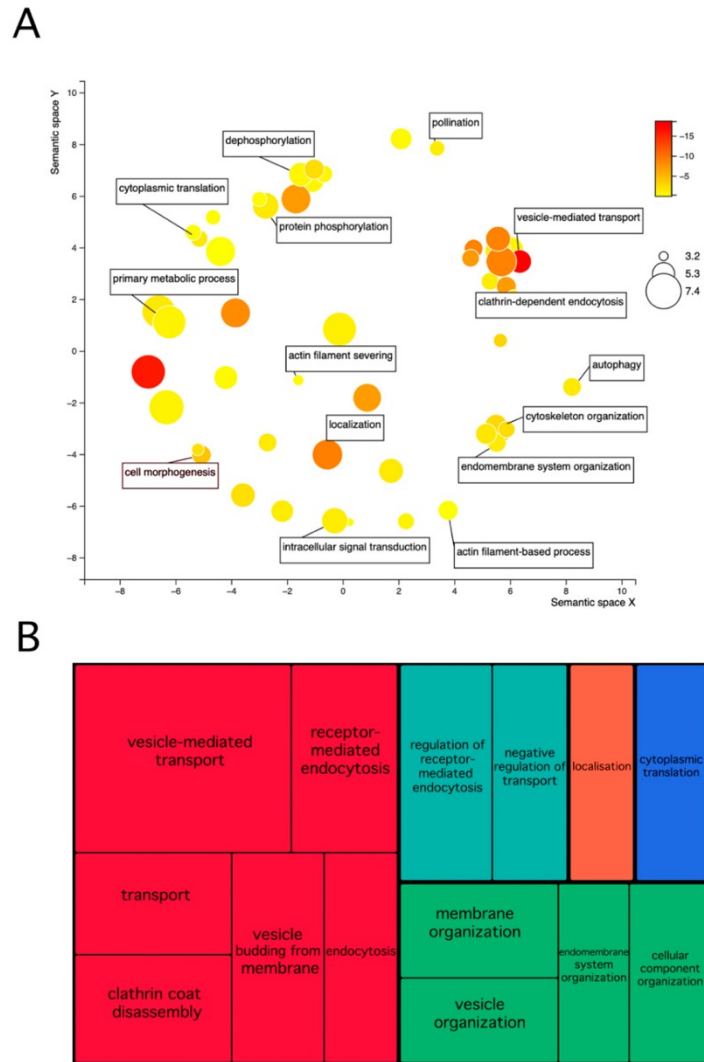 A
Semantic space Y
10
8
6
4
2
0
-2
-4
-6
-8
-8
-6
-4
-2
0
2
4
6
8
10
Semantic space X
pollination
dephosphorylation
cytoplasmic translation
protein phosphorylation
vesicle-mediated transport
primary metabolic process
clathrin-dependent endocytosis
actin filament severing
autophagy
localization
cytoskeleton organization
cell morphogenesis
endomembrane system organization
intracellular signal transduction
actin filament-based process
-15
-10
-5
3.2
5.3
7.4
B
vesicle-mediated
transport
receptor-
mediated
endocytosis
transport
clathrin coat
disassembly
vesicle
budding from
membrane
endocytosis
regulation of
receptor-
mediated
endocytosis
negative
regulation of
transport
localisation
cytoplasmic
translation
membrane
organization
vesicle
organization
endomembrane
system
organization
cellular
component
organization